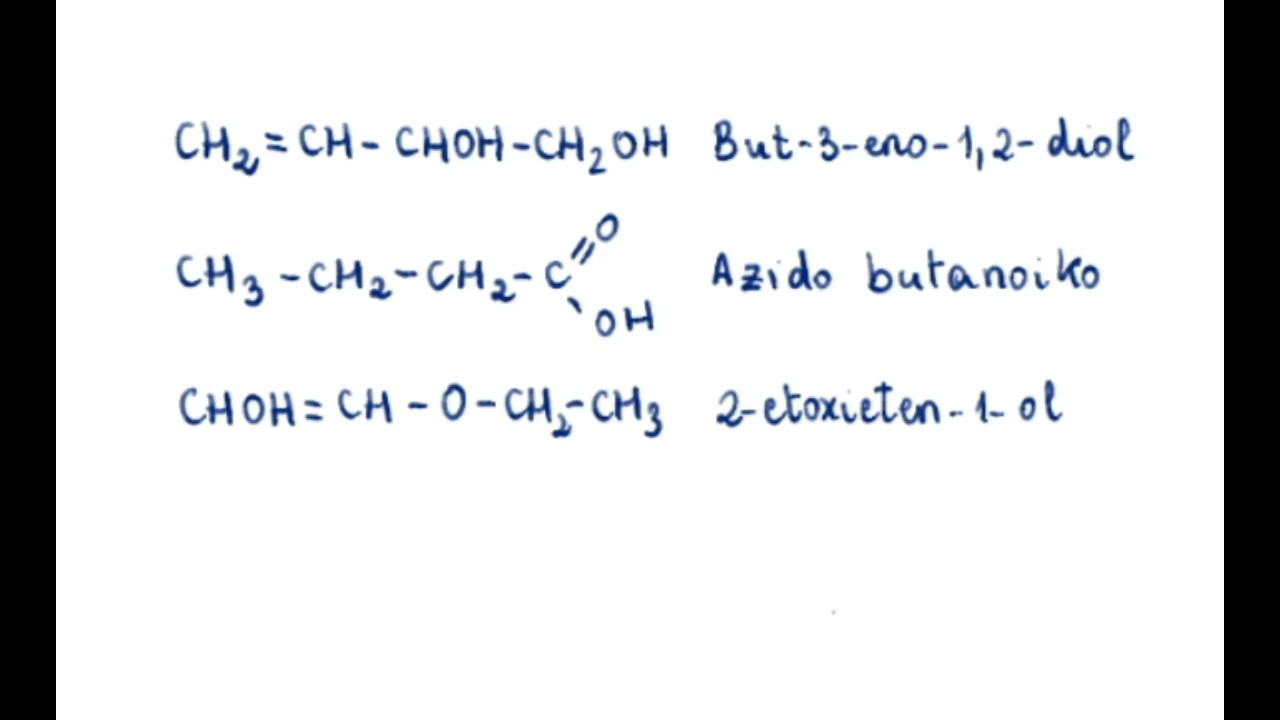 CH₂=CH-CHOH-CH₂OH But-3-eno-1,2-diol
CH₃-CH₂-CH₂-C=O OH Azido butanoiko
CHOH=CH-O-CH₂-CH₃ 2-etoxieten-1-ol